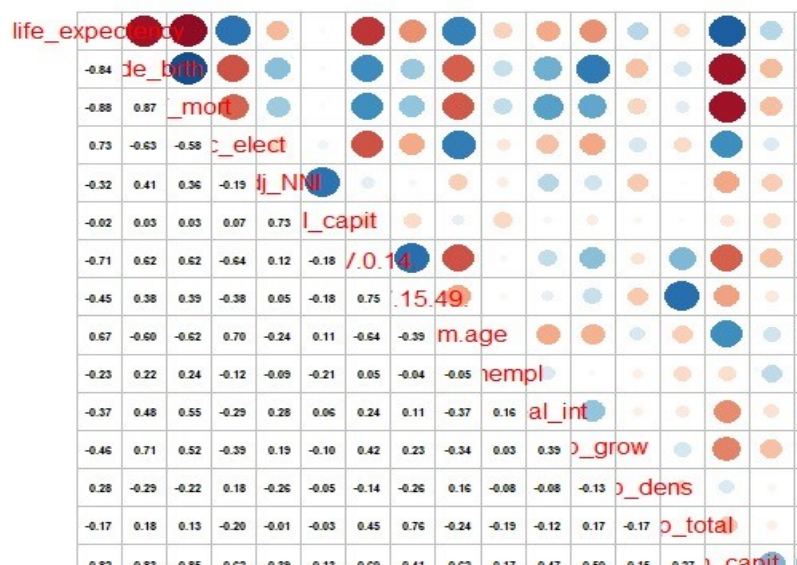 life_expectency
-0.84 de_brth
-0.88 0.87 _mort
0.73 -0.63 -0.58 c_elect
-0.32 0.41 0.36 -0.19 dj_NNI
-0.02 0.03 0.03 0.07 0.73 l_capit
-0.71 0.62 0.62 -0.64 0.12 -0.18 /.0.14
-0.45 0.38 0.39 -0.38 0.05 -0.18 0.75 .15.49.
0.67 -0.60 -0.62 0.70 -0.24 0.11 -0.64 -0.39 m.age
-0.23 0.22 0.24 -0.12 -0.09 -0.21 0.05 -0.04 -0.05 nempl
-0.37 0.48 0.55 -0.29 0.28 0.06 0.24 0.11 -0.37 0.16 al_int
-0.46 0.71 0.52 -0.39 0.19 -0.10 0.42 0.23 -0.34 0.03 0.39 o_grow
0.28 -0.29 -0.22 0.18 -0.26 -0.05 -0.14 -0.26 0.16 -0.08 -0.08 -0.13 o_dens
-0.17 0.18 0.13 -0.20 -0.01 -0.03 0.45 0.76 -0.24 -0.19 -0.12 0.17 -0.17 o_total
_capit